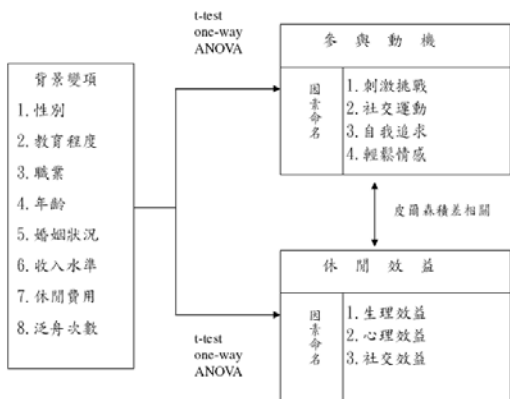 t-test
one-way
ANOVA
背景變項
1.性別
2.教育程度
3.職業
4.年齡
5.婚姻狀況
6.收入水準
7.休閒費用
8.泛舟次數
參與動機
因素命名
1.刺激挑戰
2.社交運動
3.自我追求
4.輕鬆情感
皮爾森積差相關
休閒效益
因素命名
1.生理效益
2.心理效益
3.社交效益
t-test
one-way
ANOVA